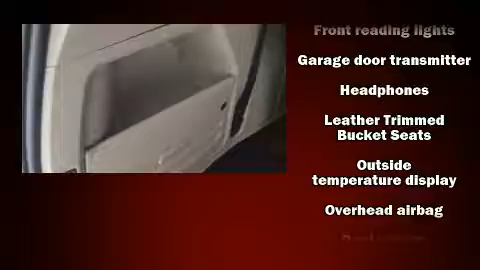 Front reading lights
Garage door transmitter
Headphones
Leather Trimmed
Bucket Seats
Outside
temperature display
Overhead airbag